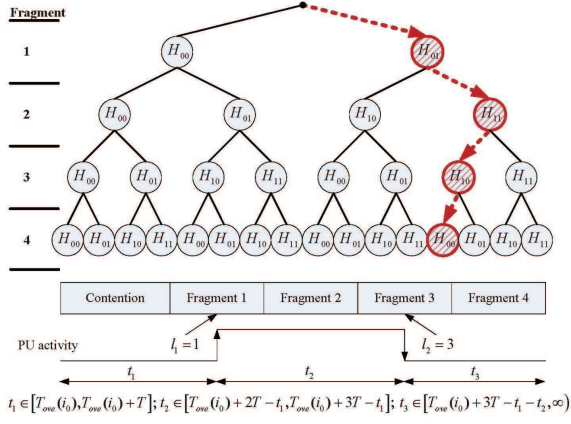 Fragment
1 H₀₀ H₀₁
2 H₀₀ H₀₁ H₁₀ H₁₁
3 H₀₀ H₀₁ H₁₀ H₁₁ H₀₀ H₀₁ H₁₀ H₁₁
4 H₀₀ H₀₁ H₁₀ H₁₁ H₀₀ H₀₁ H₁₀ H₁₁ H₀₀ H₀₁ H₁₀ H₁₁ H₀₀ H₀₁ H₁₀ H₁₁
Contention Fragment 1 Fragment 2 Fragment 3 Fragment 4
PU activity l₁=1 l₂=3
t₁ t₂ t₃
t₁∈[Tove(i₀),Tove(i₀)+T]; t₂∈[Tove(i₀)+2T−t₁,Tove(i₀)+3T−t₁]; t₃∈[Tove(i₀)+3T−t₁−t₂,∞)